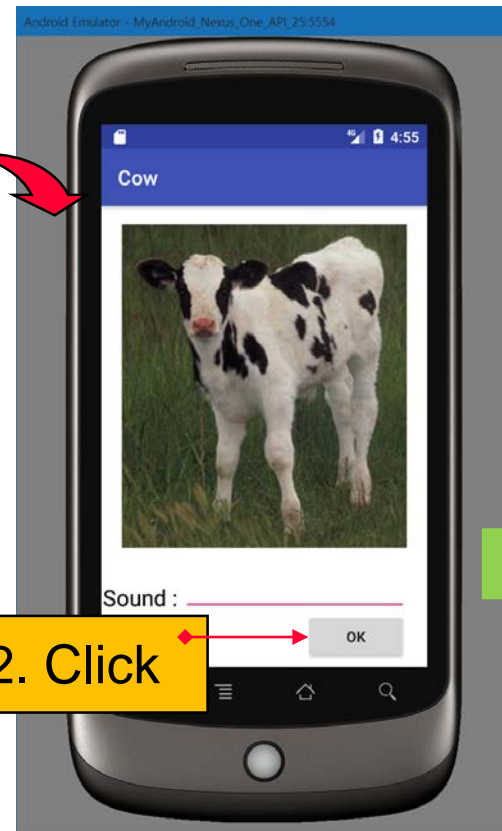 Android Emulator - MyAndroid_Nexus_One_API_25:5554
4G 4:55
Cow
Sound :
OK
2. Click